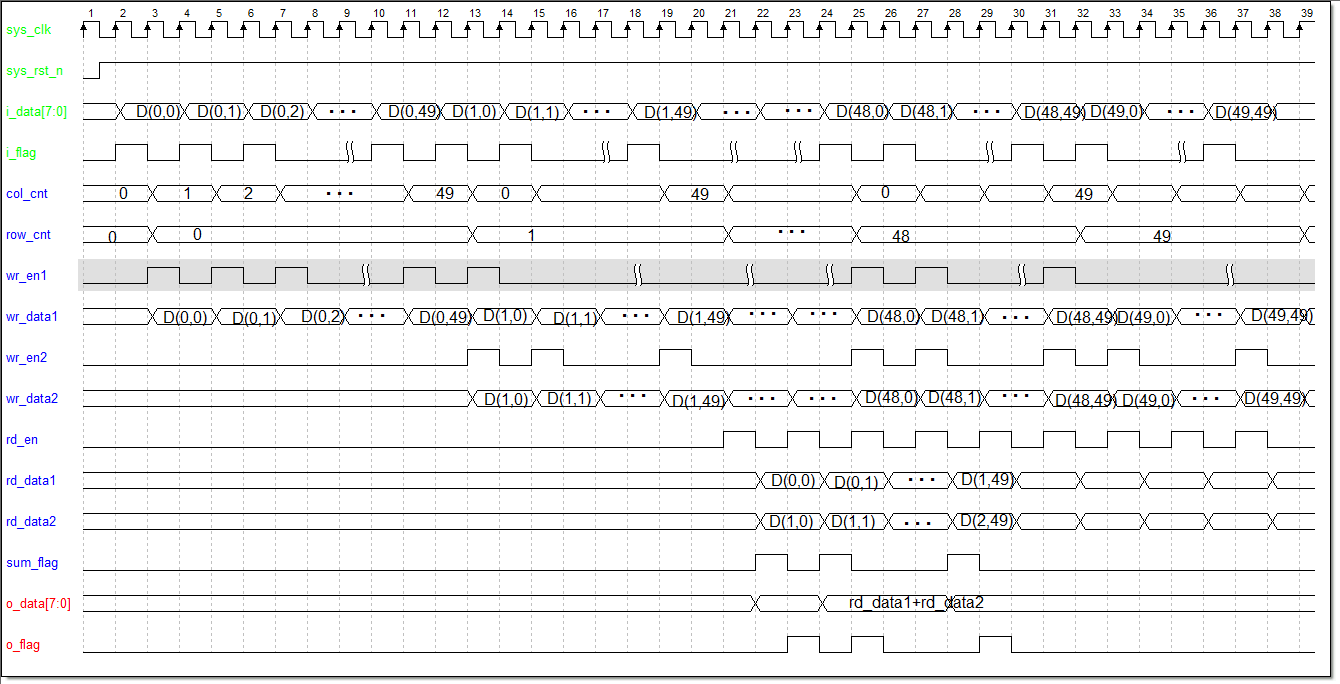 1 2 3 4 5 6 7 8 9 10 11 12 13 14 15 16 17 18 19 20 21 22 23 24 25 26 27 28 29 30 31 32 33 34 35 36 37 38 39
sys_clk
sys_rst_n
i_data[7:0] D(0,0) D(0,1) D(0,2) ... D(0,49) D(1,0) D(1,1) ... D(1,49) ... ... D(48,0) D(48,1) ... D(48,49) D(49,0) ... D(49,49)
i_flag
col_cnt 0 1 2 ... 49 0 49 0 49
row_cnt 0 0 1 ... 48 49
wr_en1
wr_data1 D(0,0) D(0,1) D(0,2) ... D(0,49) D(1,0) D(1,1) ... D(1,49) ... ... D(48,0) D(48,1) ... D(48,49) D(49,0) ... D(49,49)
wr_en2
wr_data2 D(1,0) D(1,1) ... D(1,49) ... ... D(48,0) D(48,1) ... D(48,49) D(49,0) ... D(49,49)
rd_en
rd_data1 D(0,0) D(0,1) ... D(1,49)
rd_data2 D(1,0) D(1,1) ... D(2,49)
sum_flag
o_data[7:0] rd_data1+rd_data2
o_flag